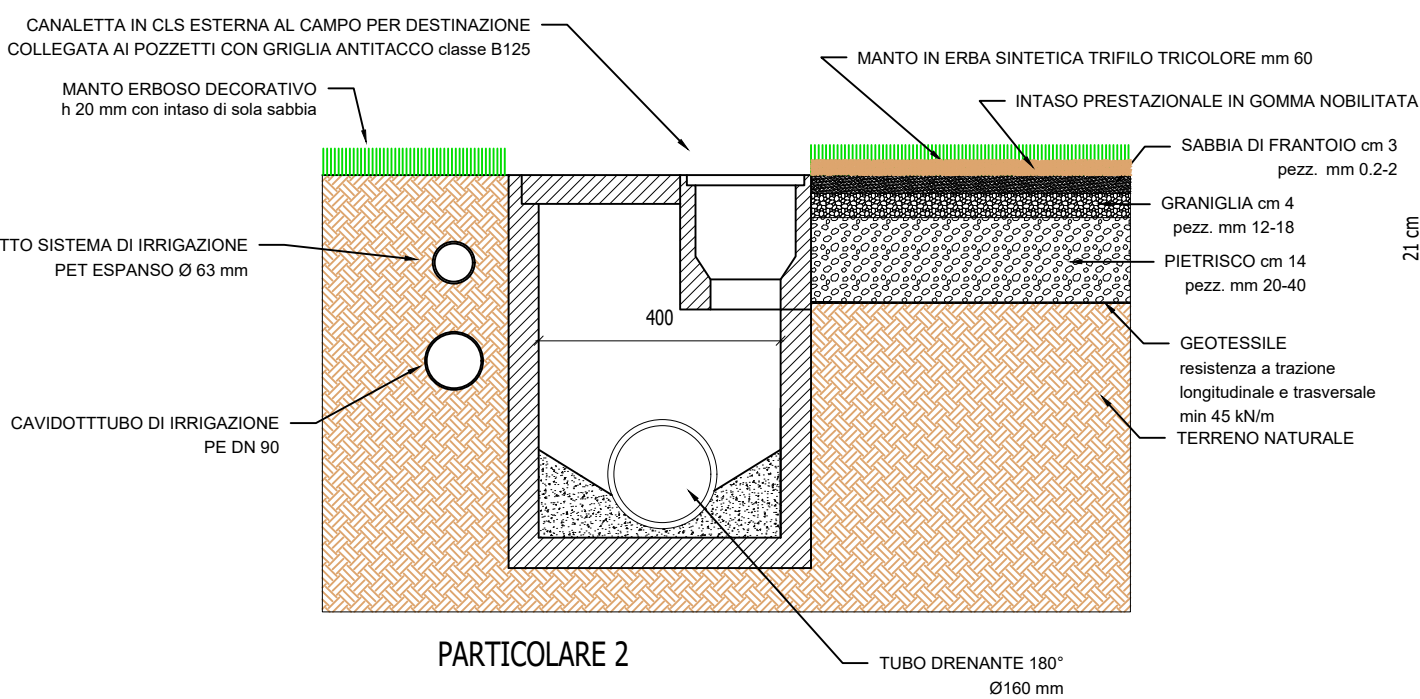 CANALETTA IN CLS ESTERNA AL CAMPO PER DESTINAZIONE
COLLEGATA AI POZZETTI CON GRIGLIA ANTITACCO classe B125
MANTO ERBOSO DECORATIVO
h 20 mm con intaso di sola sabbia
TTO SISTEMA DI IRRIGAZIONE
PET ESPANSO Ø 63 mm
CAVIDOTTTUBO DI IRRIGAZIONE
PE DN 90
400
MANTO IN ERBA SINTETICA TRIFILO TRICOLORE mm 60
INTASO PRESTAZIONALE IN GOMMA NOBILITATA
SABBIA DI FRANTOIO cm 3
pezz. mm 0.2-2
GRANIGLIA cm 4
pezz. mm 12-18
PIETRISCO cm 14
pezz. mm 20-40
21 cm
GEOTESSILE
resistenza a trazione
longitudinale e trasversale
min 45 kN/m
TERRENO NATURALE
PARTICOLARE 2
TUBO DRENANTE 180°
Ø160 mm